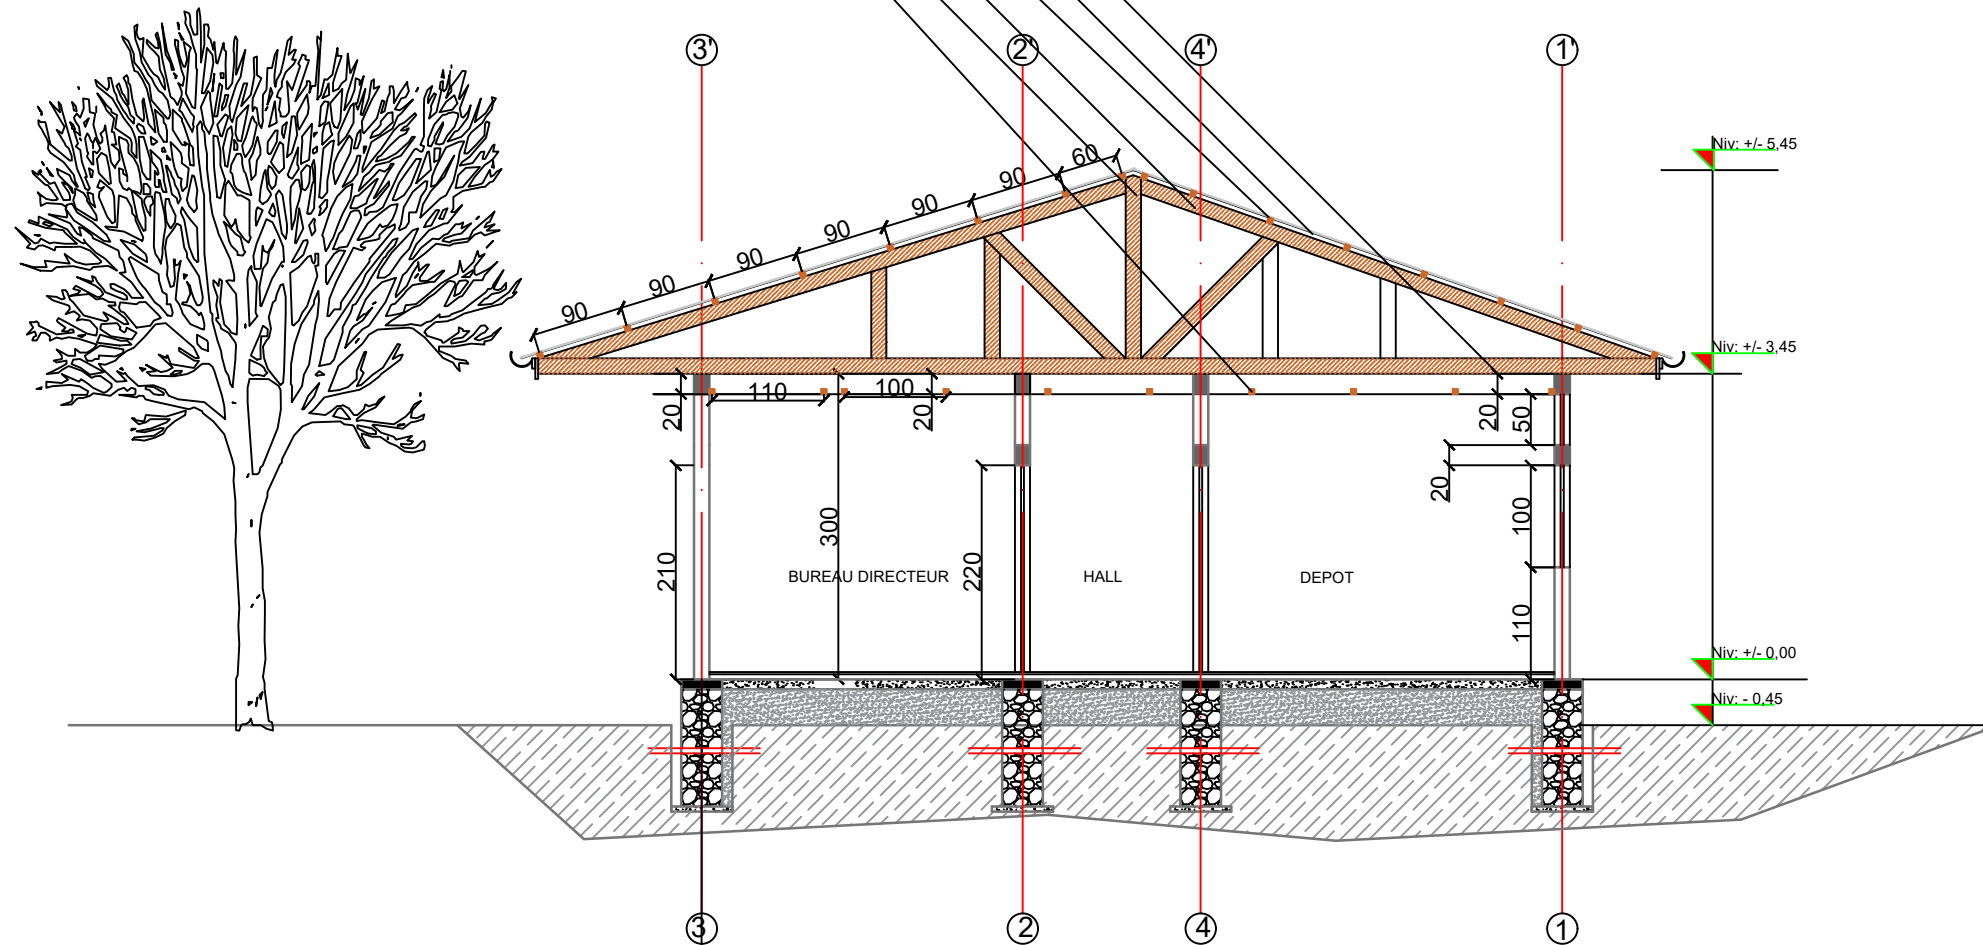 3' 2' 4' 1'
Niv: +/- 5,45
60
90
90
90
90
90
90
Niv: +/- 3,45
110 100
20 20 20 50
20
100
300
210 220
BUREAU DIRECTEUR HALL DEPOT
110
Niv: +/- 0,00
Niv: - 0,45
3 2 4 1